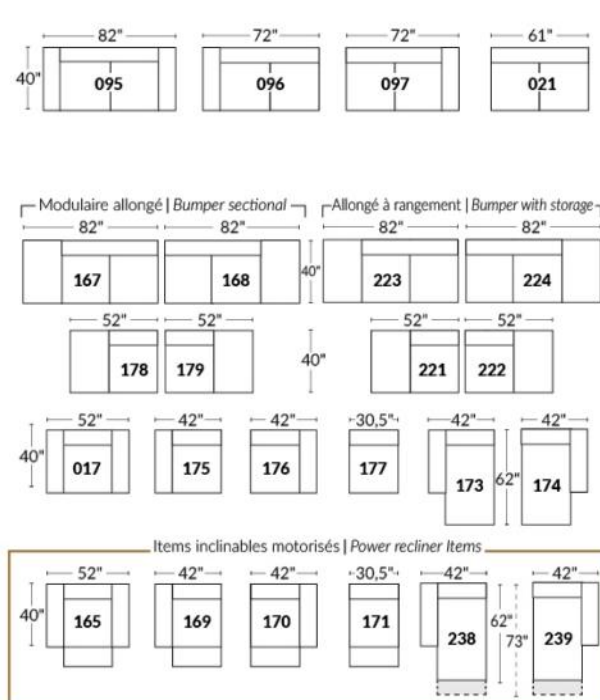 82" 72" 72" 61"
40" 095 096 097 021
Modulaire allongé | Bumper sectional Allongé à rangement | Bumper with storage
82" 82" 82" 82"
167 168 40" 223 224
52" 52" 52" 52"
178 179 40" 221 222
52" 42" 42" 30,5" 42" 42"
40" 017 175 176 177 173 62" 174
Items inclinables motorisés | Power recliner Items
52" 42" 42" 30,5" 42" 42"
40" 165 169 170 171 238 62" 73" 239